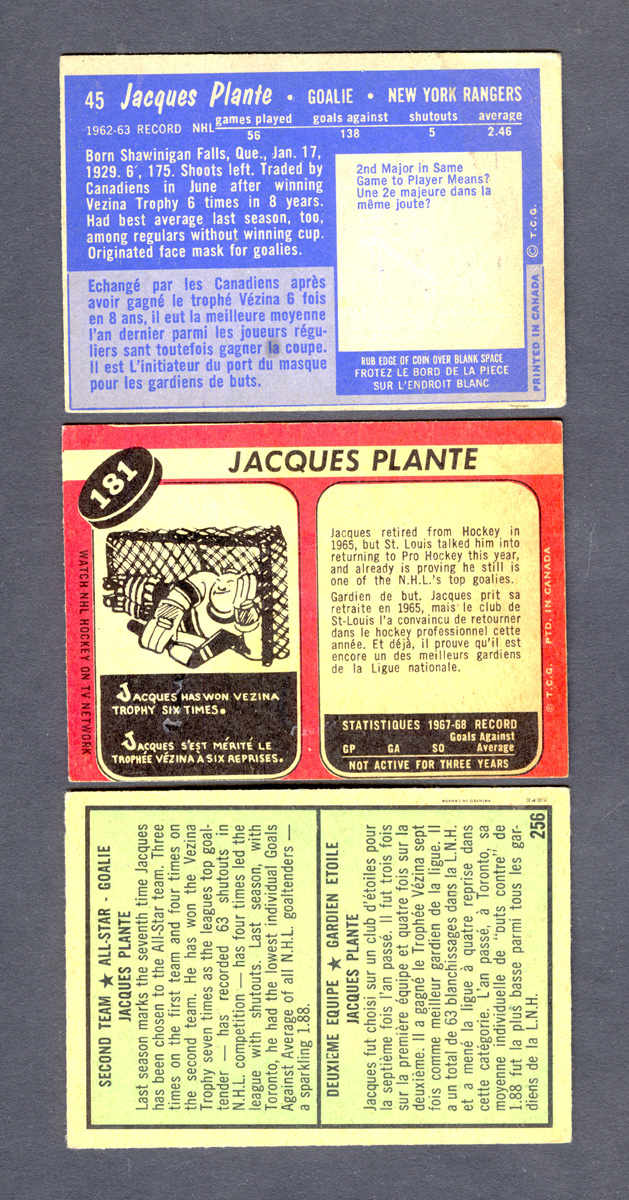 45 Jacques Plante • GOALIE • NEW YORK RANGERS
games played goals against shutouts average
1962-63 RECORD NHL 56 138 5 2.46
Born Shawinigan Falls, Que., Jan. 17,
1929. 6', 175. Shoots left. Traded by
Canadiens in June after winning
Vezina Trophy 6 times in 8 years.
Had best average last season, too,
among regulars without winning cup.
Originated face mask for goalies.
Echangé par les Canadiens après
avoir gagné le trophé Vézina 6 fois
en 8 ans, il eut la meilleure moyenne
l'an dernier parmi les joueurs régu-
liers sant toutefois gagner la coupe.
Il est L'initiateur du port du masque
pour les gardiens de buts.
2nd Major in Same
Game to Player Means?
Une 2e majeure dans la
même joute?
RUB EDGE OF COIN OVER BLANK SPACE
FROTEZ LE BORD DE LA PIECE
SUR L'ENDROIT BLANC
PRINTED IN CANADA © T.C.G.
181
JACQUES PLANTE
WATCH NHL HOCKEY ON TV NETWORK
JACQUES HAS WON VEZINA
TROPHY SIX TIMES.
JACQUES S'EST MÉRITÉ LE
TROPHÉE VÉZINA A SIX REPRISES.
Jacques retired from Hockey in
1965, but St. Louis talked him into
returning to Pro Hockey this year,
and already is proving he still is
one of the N.H.L.'s top goalies.
Gardien de but. Jacques prit sa
retraite en 1965, mais le club de
St-Louis l'a convaincu de retourner
dans le hockey professionnel cette
année. Et déjà, il prouve qu'il est
encore un des meilleurs gardiens
de la Ligue nationale.
STATISTIQUES 1967-68 RECORD
Goals Against
GP GA SO Average
NOT ACTIVE FOR THREE YEARS
© T.C.G. PTD. IN CANADA
SECOND TEAM ★ ALL-STAR - GOALIE
JACQUES PLANTE
Last season marks the seventh time Jacques
has been chosen to the All-Star team. Three
times on the first team and four times on
the second team. He has won the Vezina
Trophy seven times as the leagues top goal-
tender — has recorded 63 shutouts in
N.H.L. competition — has four times led the
league with shutouts. Last season, with
Toronto, he had the lowest individual Goals
Against Average of all N.H.L. goaltenders —
a sparkling 1.88.
DEUXIEME EQUIPE ★ GARDIEN ETOILE
JACQUES PLANTE
Jacques fut choisi sur un club d'étoiles pour
la septième fois l'an passé. Il fut trois fois
sur la première équipe et quatre fois sur la
deuxième. Il a gagné le Trophée Vézina sept
fois comme meilleur gardien de la ligue. Il
a un total de 63 blanchissages dans la L.N.H.
et a mené la ligue à quatre reprise dans
cette catégorie. L'an passé, à Toronto, sa
moyenne individuelle de "buts contre" de
1.88 fut la plus basse parmi tous les gar-
diens de la L.N.H.
256
PRINTED IN CANADA
O.P.C.